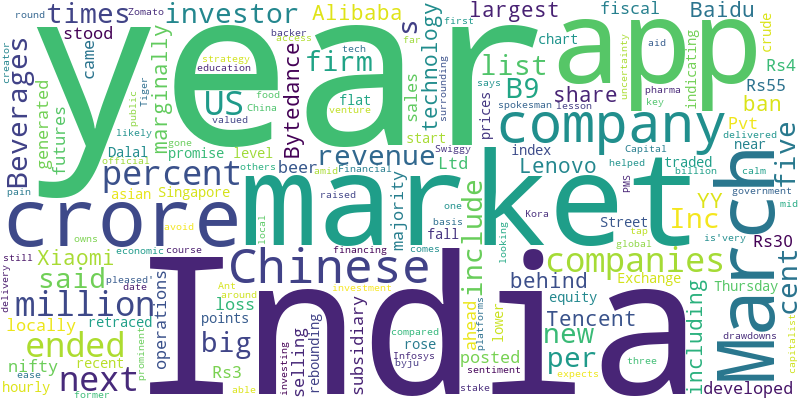 round
Zomato
times
investor
Alibaba
s
largest
fiscal
Baidu
first
creator
stood
came
backer
strategy
access
education
tech
far
chart
aid
uncertainty
indicating
crude
Rs4
year
app
Beverages
generated
futures
marginally
firm
US
Bytedance
technology
list
B9
share
pharma
key
Rs55
ban
public
Tiger
food
China
valued
venture
flat
sales
surrounding
says
spokesman
lesson
prices
Pvt
delivered
likely
gone
Dalal
promise
level
start
company
near
five
official
others
amid
Financial
Swiggy
Capital
index
traded
calm
pain
percent
beer
revenue
Ltd
helped
billion
government
mid
asian
Singapore
raised
majority
one
Lenovo
PMS
March
crore
market
avoid
local
basis
fall
Kora
YY
Street
Rs30
owns
economic
course
financing
comes
looking
Inc
tap
global
is'very
still
delivery
Xiaomi
said
pleased'
date
Ant
around
Chinese
investment
include
companies
Exchange
Thursday
cent
locally
million
operations
loss
points
subsidiary
behind
equity
ahead
Tencent
new
lower
retraced
big
India
rose
compared
platforms
expects
drawdowns
capitalist
ended
nifty
recent
prominent
selling
rebounding
Infosys
sentiment
posted
per
three
including
ease
hourly
next
former
Rs3
able
investing
byju
stake
developed